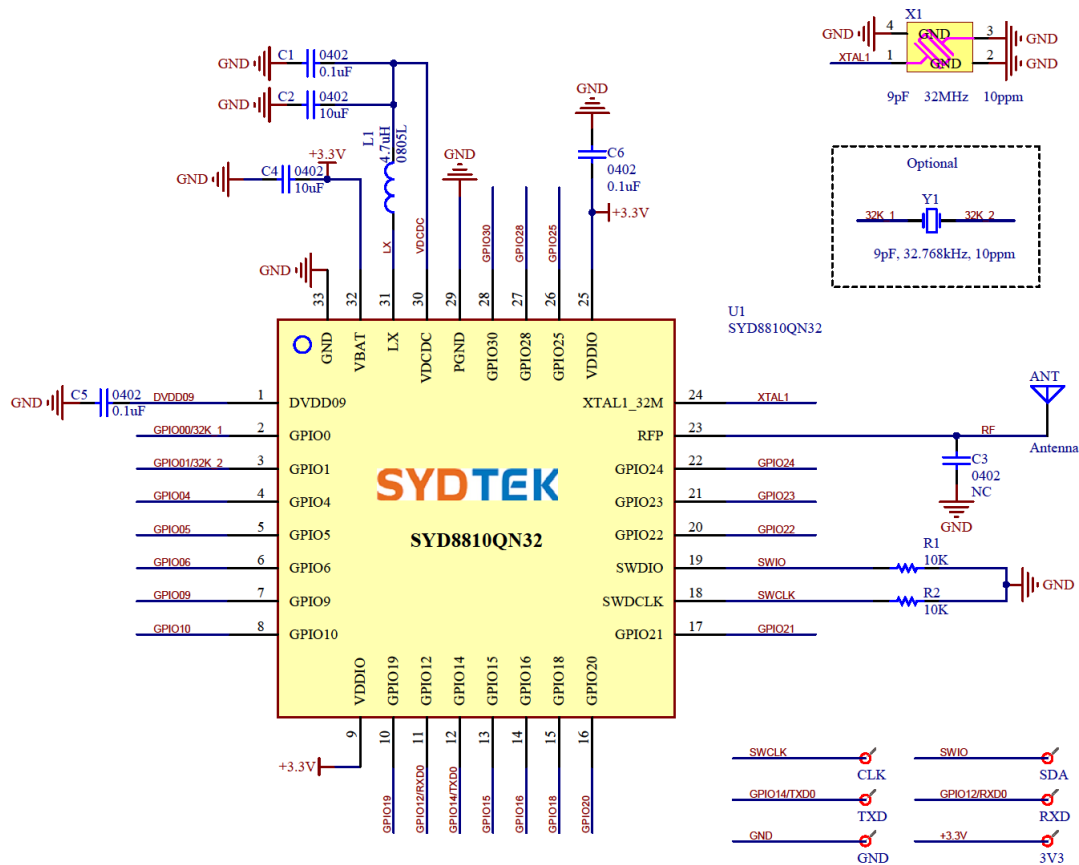 X1
GND
4
GND
3
GND
XTAL1
1
GND
2
GND
9pF 32MHz 10ppm
GND
C1
0402
0.1uF
GND
C2
0402
10uF
L1
4.7uH
0805L
GND
C4
0402
10uF
+3.3V
LX
VDCDC
GND
GPIO30
GPIO28
GPIO25
GND
C6
0402
0.1uF
+3.3V
Optional
Y1
32K_1
32K_2
9pF, 32.768kHz, 10ppm
GND
33
32
31
30
29
28
27
26
25
U1
SYD8810QN32
GND
VBAT
LX
VDCDC
PGND
GPIO30
GPIO28
GPIO25
VDDIO
GND
C5
0402
0.1uF
DVDD09
1
DVDD09
GPIO00/32K_1
2
GPIO0
GPIO01/32K_2
3
GPIO1
GPIO04
4
GPIO4
GPIO05
5
GPIO5
GPIO06
6
GPIO6
GPIO09
7
GPIO9
GPIO10
8
GPIO10
SYDTEK
SYD8810QN32
XTAL1_32M
24
XTAL1
RFP
23
RF
GPIO24
22
GPIO24
GPIO23
21
GPIO23
GPIO22
20
GPIO22
SWDIO
19
SWIO
SWDCLK
18
SWCLK
GPIO21
17
GPIO21
ANT
Antenna
C3
0402
NC
GND
R1
10K
R2
10K
GND
VDDIO
GPIO19
GPIO12
GPIO14
GPIO15
GPIO16
GPIO18
GPIO20
9
10
11
12
13
14
15
16
+3.3V
GPIO19
GPIO12/RXD0
GPIO14/TXD0
GPIO15
GPIO16
GPIO18
GPIO20
SWCLK
CLK
SWIO
SDA
GPIO14/TXD0
TXD
GPIO12/RXD0
RXD
GND
GND
+3.3V
3V3